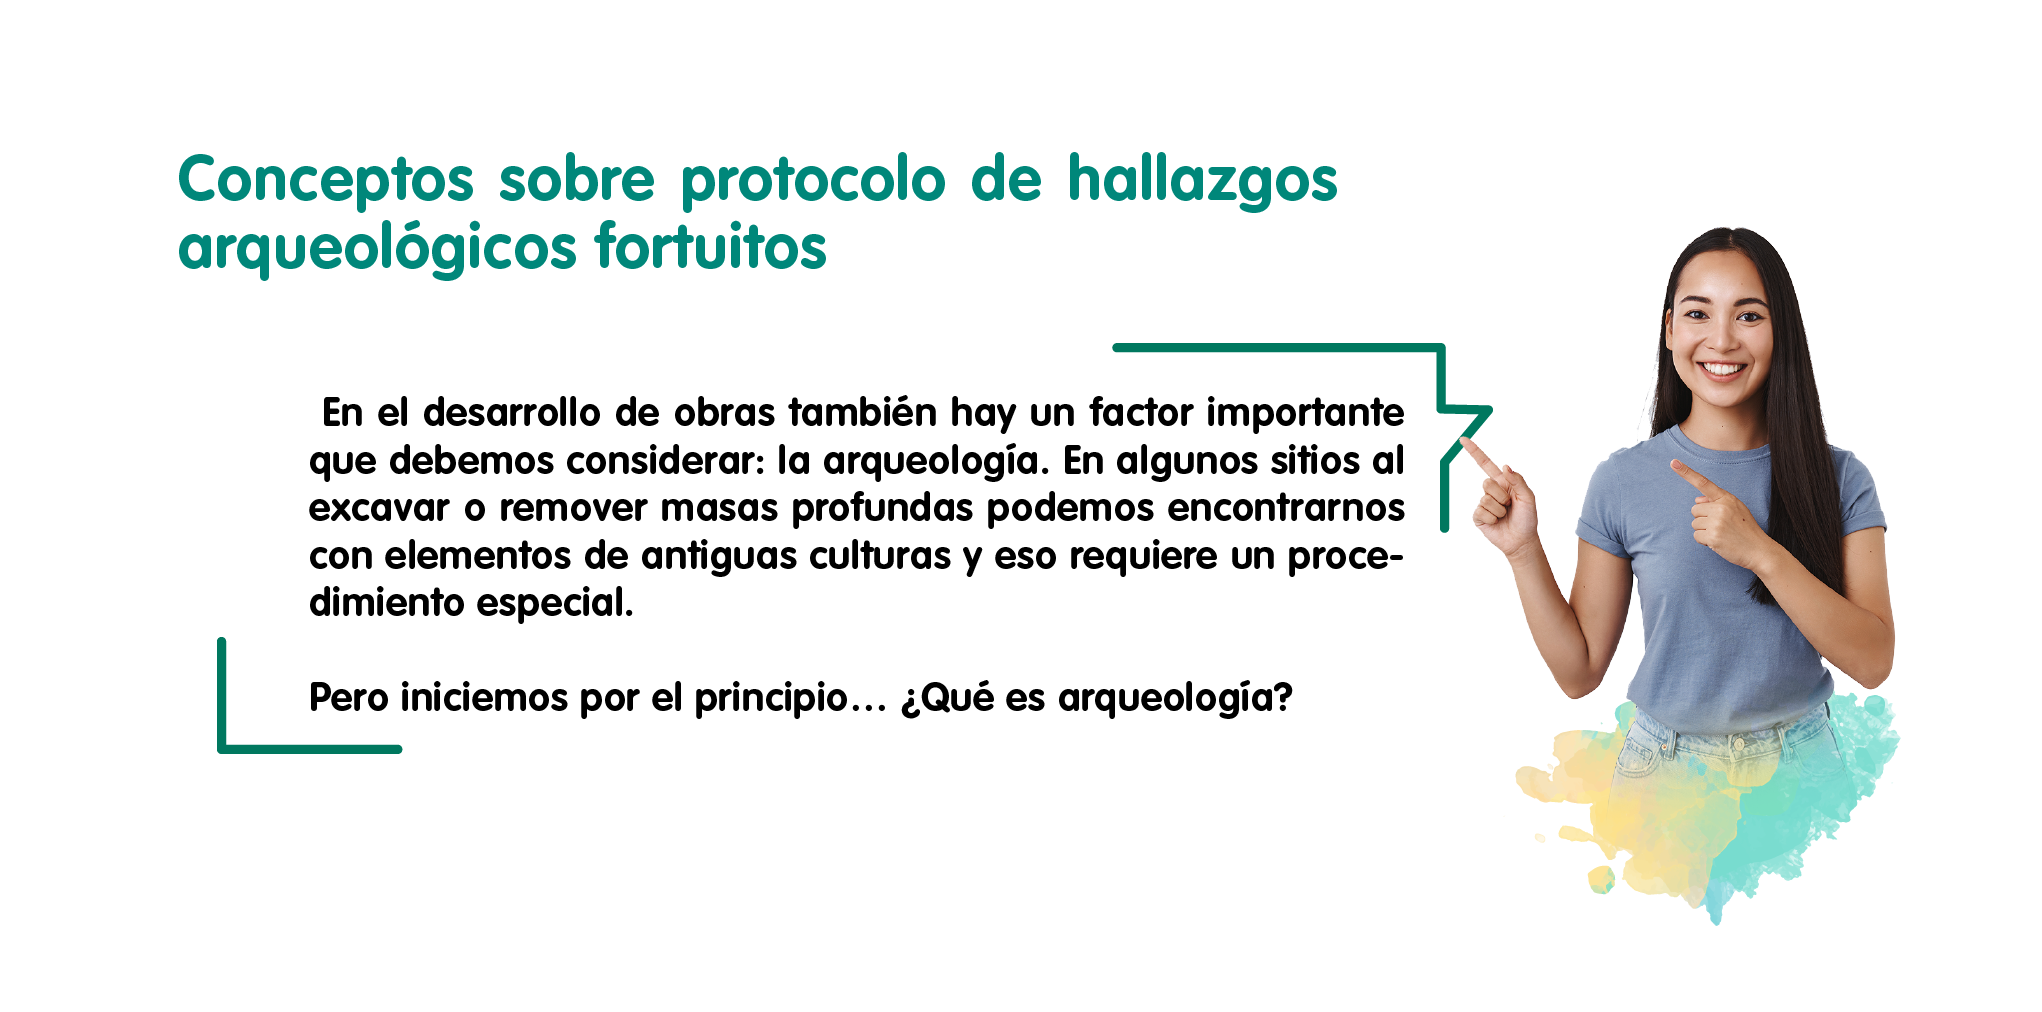 Conceptos sobre protocolo de hallazgos
arqueológicos fortuitos
En el desarrollo de obras también hay un factor importante
que debemos considerar: la arqueología. En algunos sitios al
excavar o remover masas profundas podemos encontrarnos
con elementos de antiguas culturas y eso requiere un proce-
dimiento especial.
Pero iniciemos por el principio... ¿Qué es arqueología?